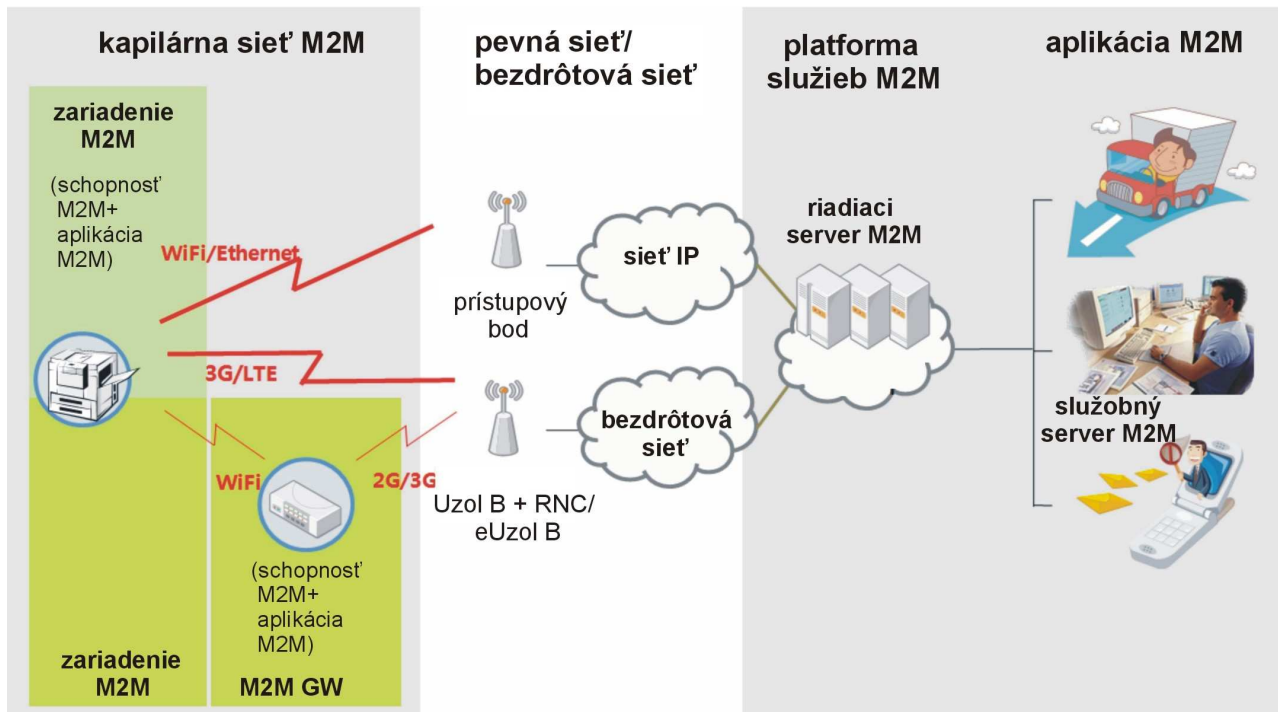 kapilárna sieť M2M
pevná sieť/
bezdrôtová sieť
platforma
služieb M2M
aplikácia M2M
zariadenie
M2M
(schopnosť
M2M+
aplikácia
M2M)
WiFi/Ethernet
3G/LTE
WiFi
2G/3G
(schopnosť
M2M+
aplikácia
M2M)
zariadenie
M2M
M2M GW
prístupový
bod
Uzol B + RNC/
eUzol B
sieť IP
bezdrôtová
sieť
riadiaci
server M2M
služobný
server M2M